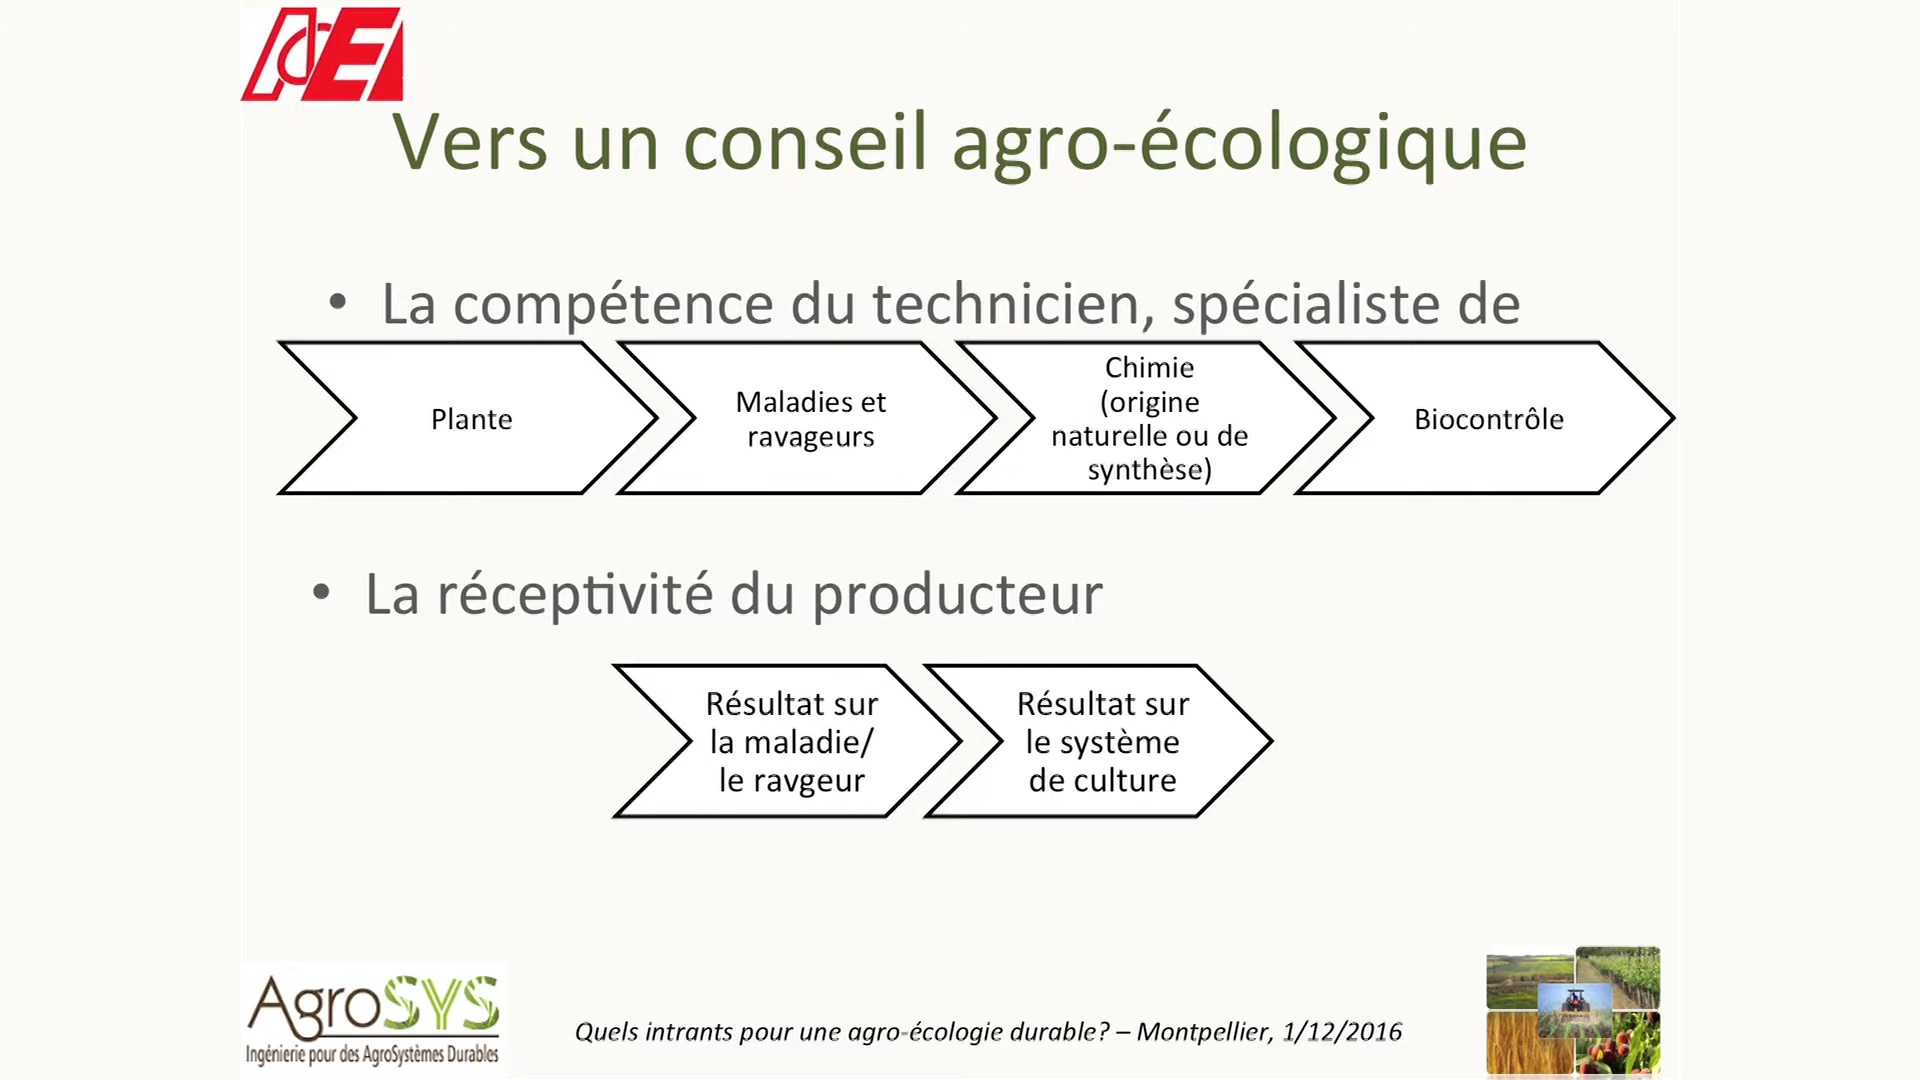 Vers un conseil agro-écologique
• La compétence du technicien, spécialiste de
Plante
Maladies et
ravageurs
Chimie
(origine
naturelle ou de
synthèse)
Biocontrôle
• La réceptivité du producteur
Résultat sur
la maladie/
le ravgeur
Résultat sur
le système
de culture
AgroSYS
Ingénierie pour des AgroSystèmes Durables
Quels intrants pour une agro-écologie durable? – Montpellier, 1/12/2016